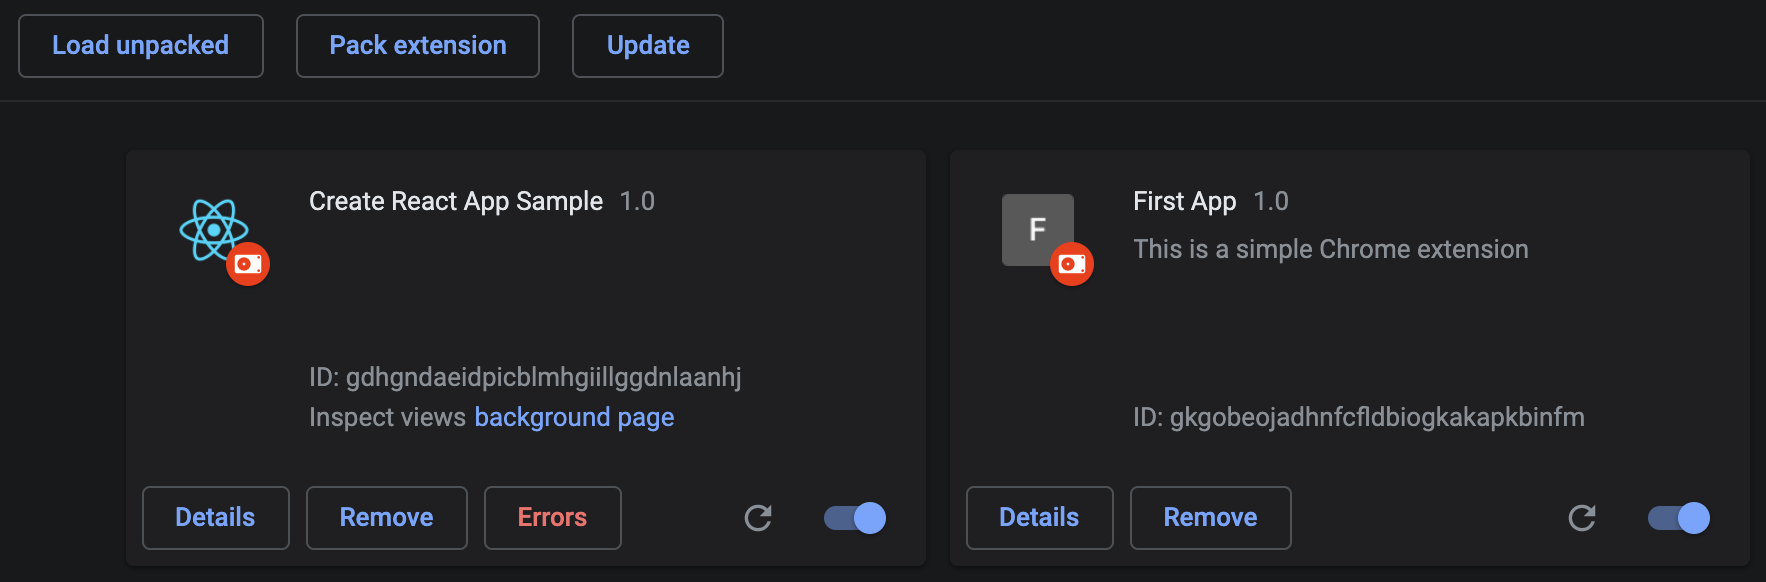 Load unpacked
Pack extension
Update
Create React App Sample 1.0
ID: gdhgndaeidpicblmhgiillggdnlaanhj
Inspect views background page
Details
Remove
Errors
F
First App 1.0
This is a simple Chrome extension
ID: gkgobeojadhnfcfldbiogkakapkbinfm
Details
Remove